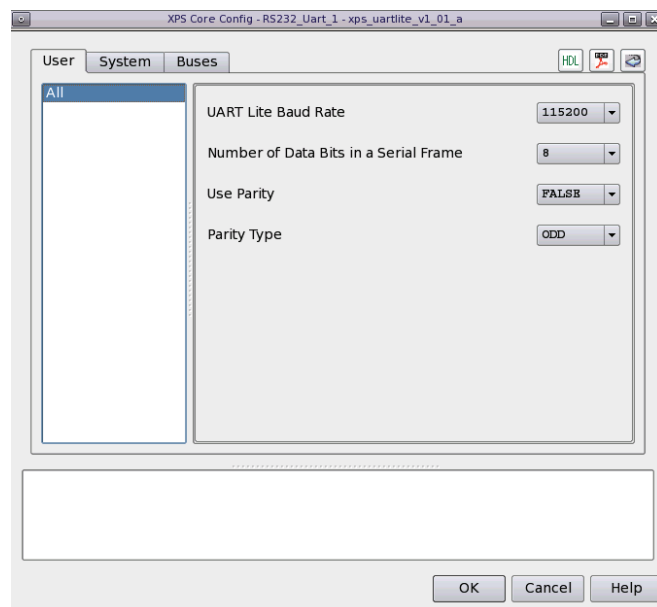 XPS Core Config - RS232_Uart_1 - xps_uartlite_v1_01_a
User System Buses HDL PDF
All
UART Lite Baud Rate 115200
Number of Data Bits in a Serial Frame 8
Use Parity FALSE
Parity Type ODD
OK Cancel Help